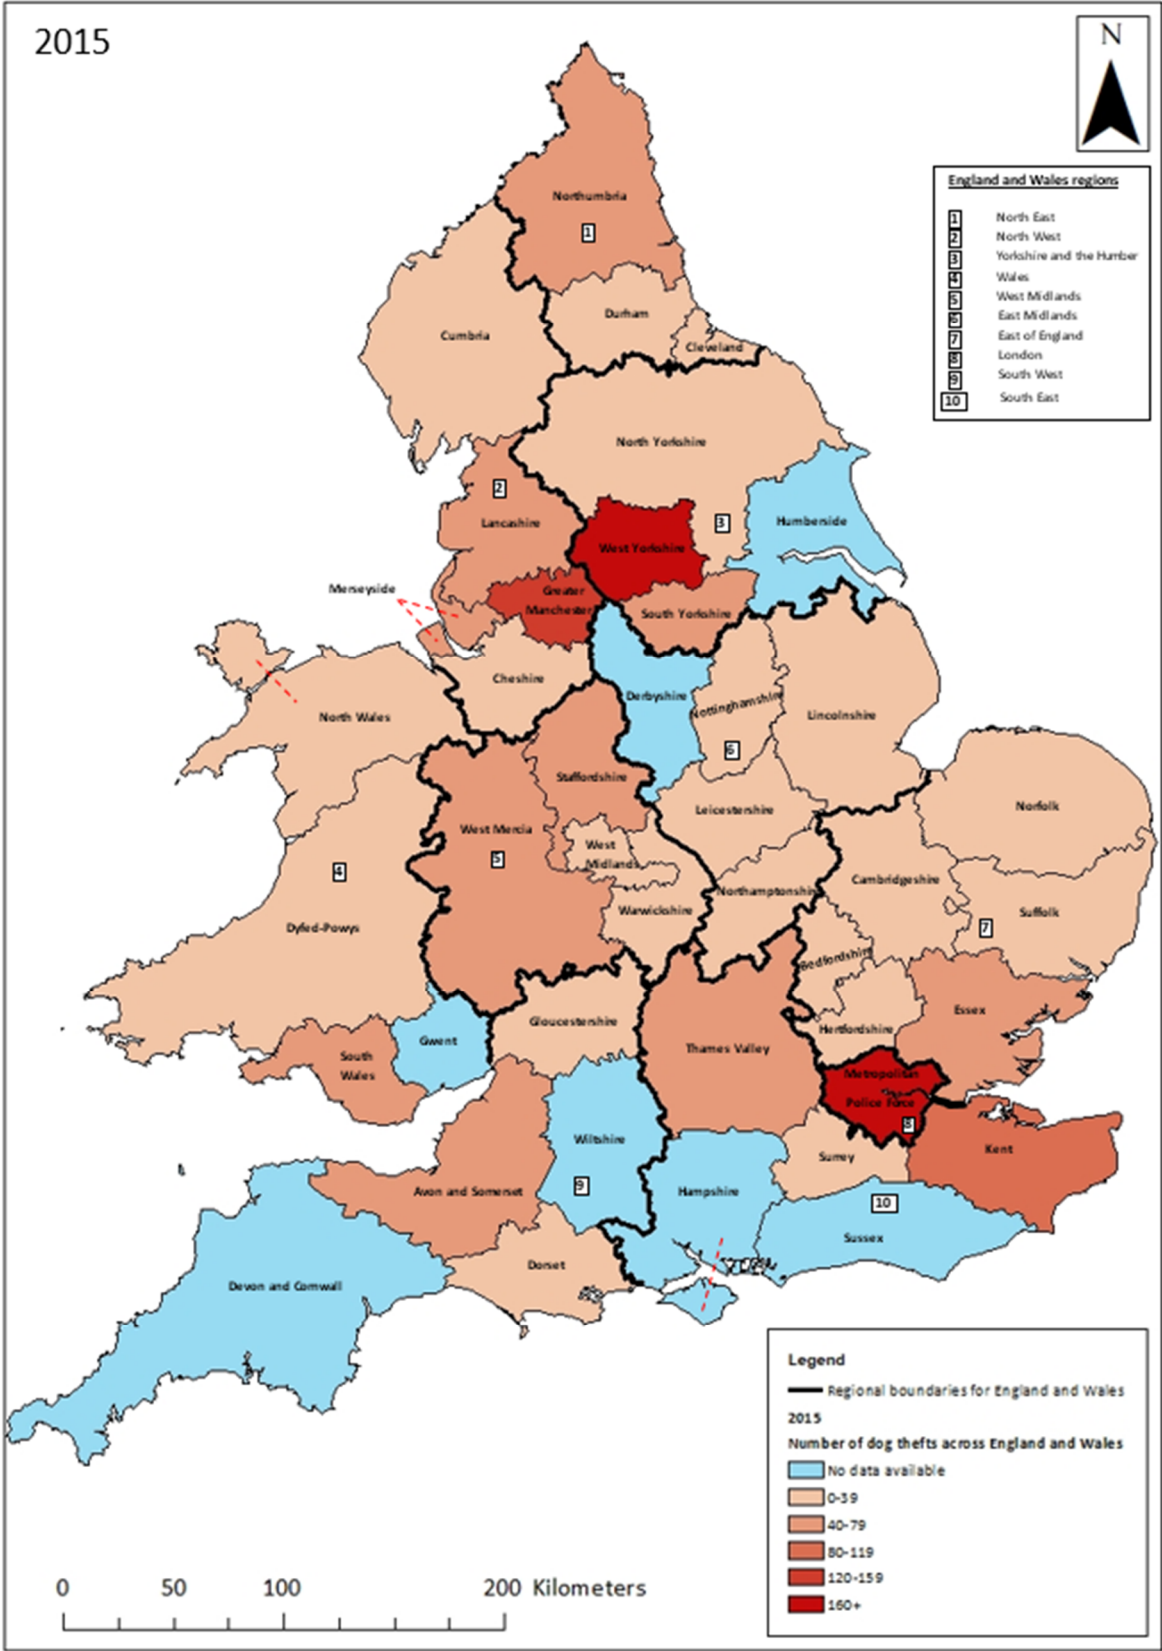 2015
N
England and Wales regions
1 North East
2 North West
3 Yorkshire and the Humber
4 Wales
5 West Midlands
6 East Midlands
7 East of England
8 London
9 South West
10 South East
Northumbria
1
Durham
Cleveland
Cumbria
North Yorkshire
2
Lancashire
3
Humberside
West Yorkshire
Merseyside
Greater
Manchester
South Yorkshire
Cheshire
Derbyshire
Nottinghamshire
Lincolnshire
North Wales
6
Staffordshire
Leicestershire
Norfolk
West Mercia
5
West
Midlands
4
Northamptonshire
Cambridgeshire
Warwickshire
Suffolk
7
Dyfed-Powys
Bedfordshire
Essex
Gloucestershire
Hertfordshire
Gwent
Thames Valley
South
Wales
Metropolitan
Police Force
8
Wiltshire
Kent
Surrey
9
Avon and Somerset
Hampshire
10
Sussex
Dorset
Devon and Cornwall
Legend
Regional boundaries for England and Wales
2015
Number of dog thefts across England and Wales
No data available
0-39
40-79
80-119
120-159
160+
0 50 100 200 Kilometers